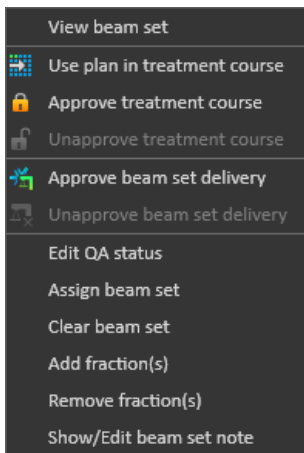 View beam set
Use plan in treatment course
Approve treatment course
Unapprove treatment course
Approve beam set delivery
Unapprove beam set delivery
Edit QA status
Assign beam set
Clear beam set
Add fraction(s)
Remove fraction(s)
Show/Edit beam set note